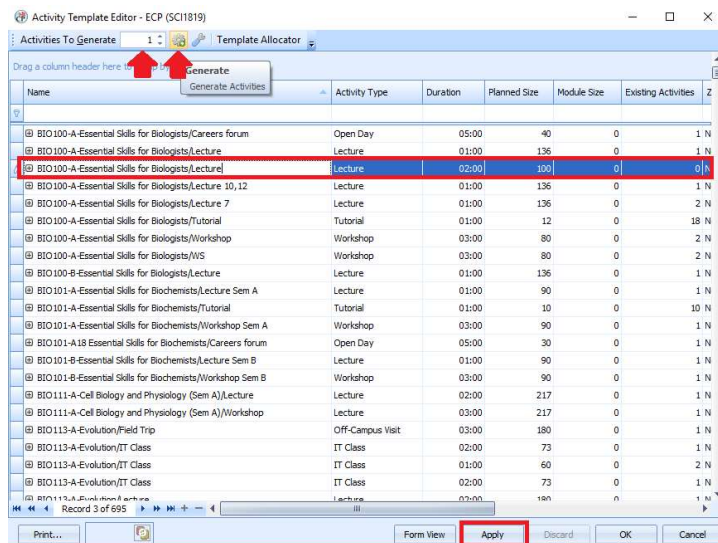 Activity Template Editor - ECP (SCI1819)
Activities To Generate 1 Template Allocator
Drag a column header here to by Generate
Generate Activities
Name Activity Type Duration Planned Size Module Size Existing Activities Z
BIO100-A-Essential Skills for Biologists/Careers forum Open Day 05:00 40 0 1 N
BIO100-A-Essential Skills for Biologists/Lecture Lecture 01:00 136 0 1 N
BIO100-A-Essential Skills for Biologists/Lecture Lecture 02:00 100 0 0 N
BIO100-A-Essential Skills for Biologists/Lecture 10,12 Lecture 01:00 136 0 1 N
BIO100-A-Essential Skills for Biologists/Lecture 7 Lecture 01:00 136 0 2 N
BIO100-A-Essential Skills for Biologists/Tutorial Tutorial 01:00 12 0 18 N
BIO100-A-Essential Skills for Biologists/Workshop Workshop 03:00 80 0 2 N
BIO100-A-Essential Skills for Biologists/WS Workshop 03:00 80 0 2 N
BIO100-B-Essential Skills for Biologists/Lecture Lecture 01:00 136 0 1 N
BIO101-A-Essential Skills for Biochemists/Lecture Sem A Lecture 01:00 90 0 1 N
BIO101-A-Essential Skills for Biochemists/Tutorial Tutorial 01:00 10 0 10 N
BIO101-A-Essential Skills for Biochemists/Workshop Sem A Workshop 03:00 90 0 1 N
BIO101-A18 Essential Skills for Biochemists/Careers forum Open Day 05:00 30 0 1 N
BIO101-B-Essential Skills for Biochemists/Lecture Sem B Lecture 01:00 90 0 1 N
BIO101-B-Essential Skills for Biochemists/Workshop Sem B Workshop 03:00 90 0 1 N
BIO111-A-Cell Biology and Physiology (Sem A)/Lecture Lecture 02:00 217 0 1 N
BIO111-A-Cell Biology and Physiology (Sem A)/Workshop Lecture 03:00 217 0 1 N
BIO113-A-Evolution/Field Trip Off-Campus Visit 03:00 180 0 1 N
BIO113-A-Evolution/IT Class IT Class 02:00 73 0 1 N
BIO113-A-Evolution/IT Class IT Class 01:00 60 0 2 N
BIO113-A-Evolution/IT Class IT Class 02:00 73 0 1 N
BIO113-A-Evolution/Lecture Lecture 02:00 180 0 1 N
Record 3 of 695
Print... Form View Apply Discard OK Cancel